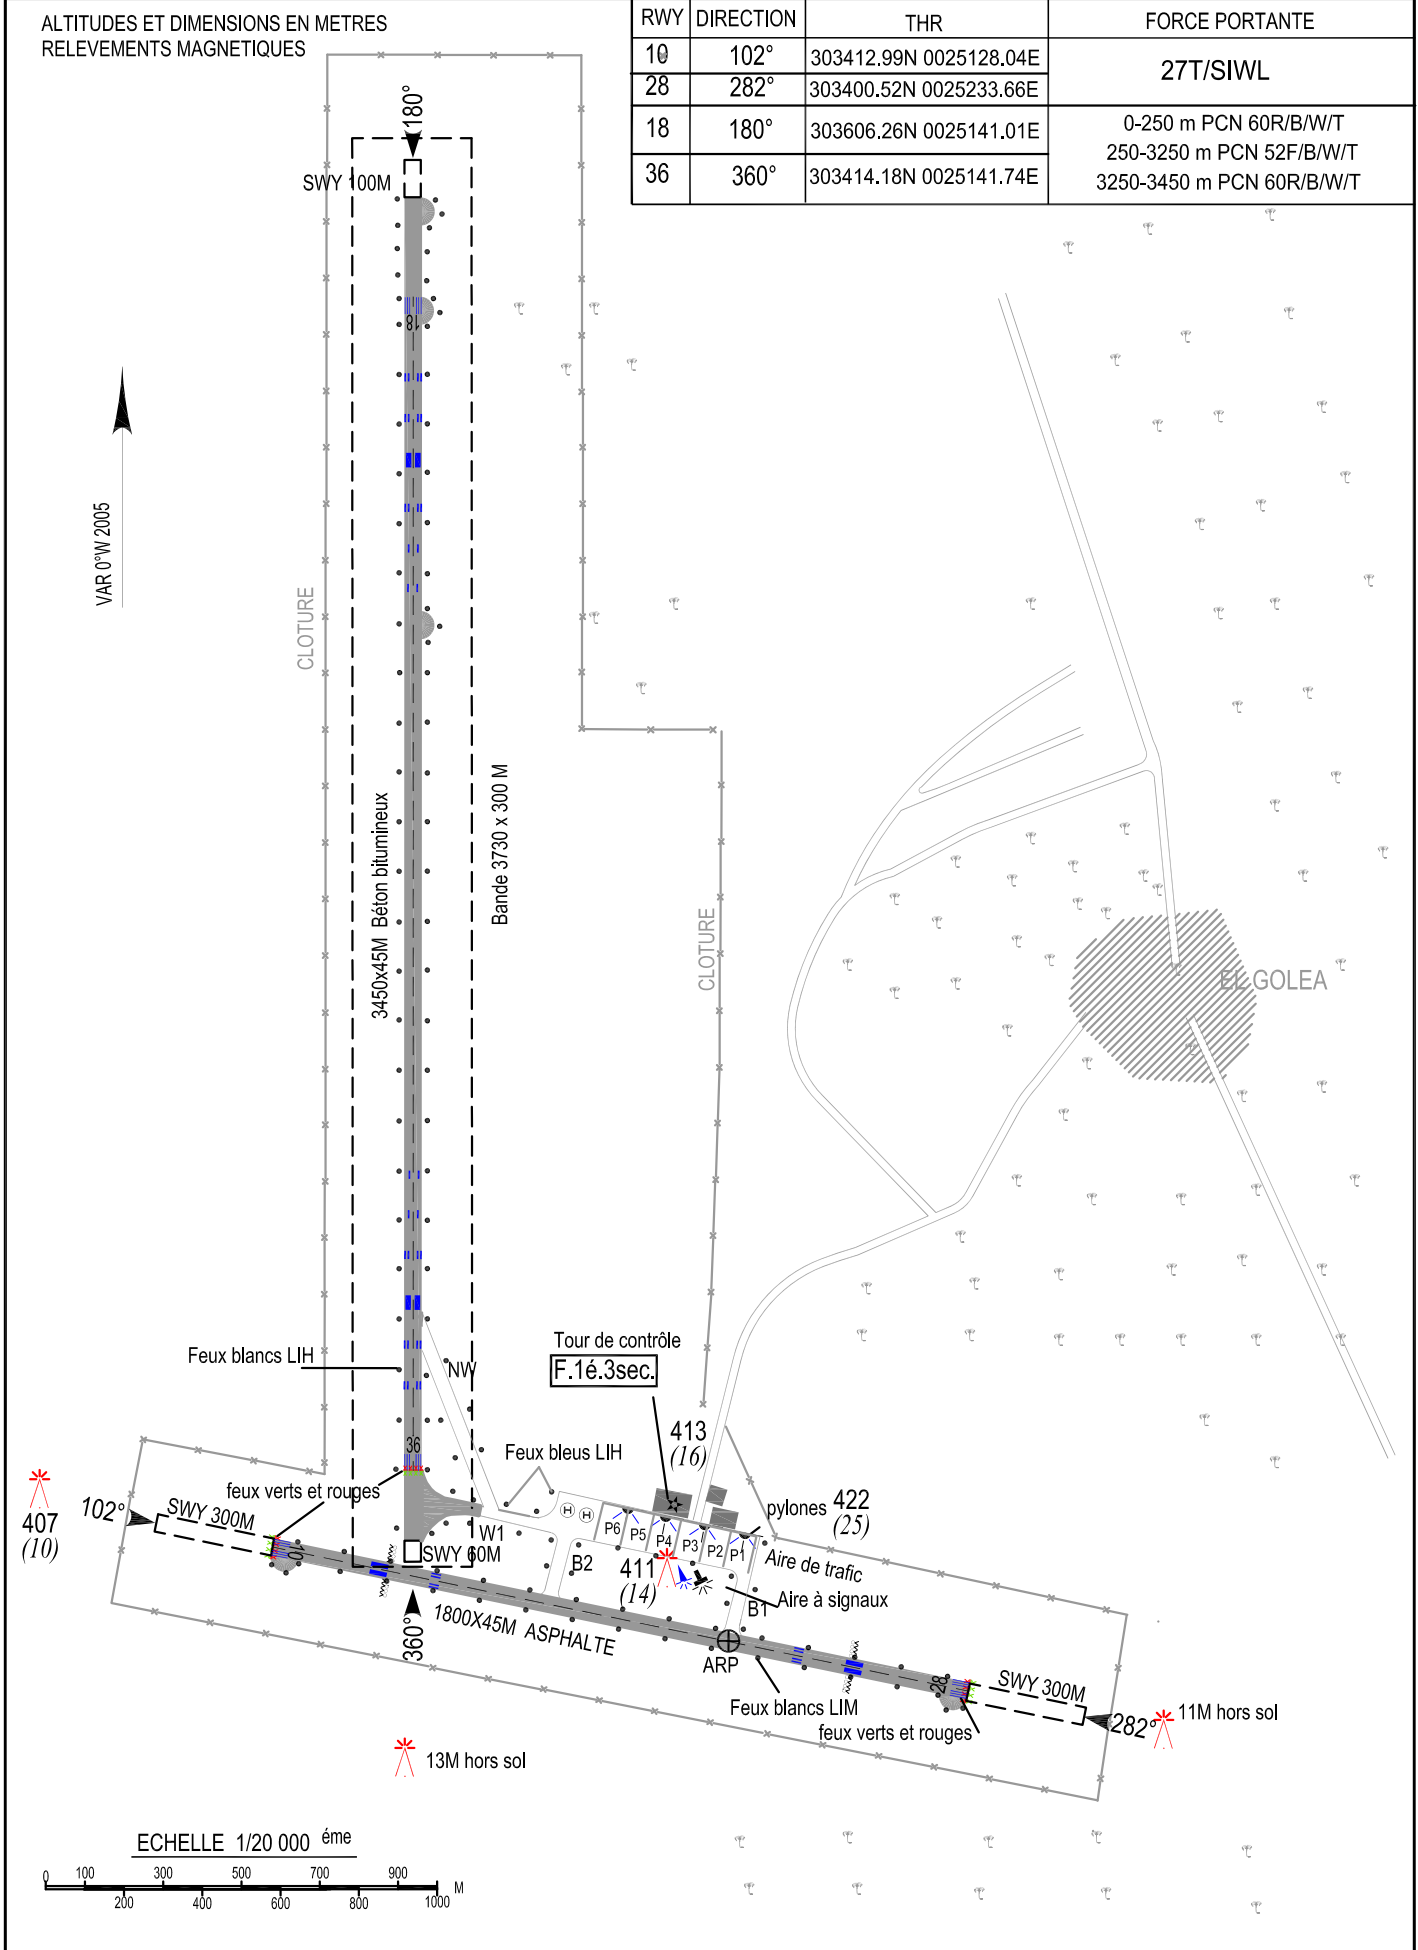 ALTITUDES ET DIMENSIONS EN METRES
RELEVEMENTS MAGNETIQUES
RWY DIRECTION THR FORCE PORTANTE
10 102° 303412.99N 0025128.04E 27T/SIWL
28 282° 303400.52N 0025233.66E
18 180° 303606.26N 0025141.01E 0-250 m PCN 60R/B/W/T
250-3250 m PCN 52F/B/W/T
36 360° 303414.18N 0025141.74E 3250-3450 m PCN 60R/B/W/T
180°
SWY 100M
18
VAR 0°W 2005
CLOTURE
3450x45M Béton bitumineux
Bande 3730 x 300 M
CLOTURE
EL GOLEA
Tour de contrôle
F.1é.3sec.
Feux blancs LIH
NW
413
(16)
36
Feux bleus LIH
feux verts et rouges
pylones 422
(25)
407
(10)
102°
SWY 300M
10
W1
SWY 60M
H H
P6 P5 P4 P3 P2 P1
B2
411
(14)
Aire de trafic
Aire à signaux
B1
360°
1800X45M ASPHALTE
ARP
28
SWY 300M
Feux blancs LIM
feux verts et rouges
282°
11M hors sol
13M hors sol
ECHELLE 1/20 000 éme
0 100 300 500 700 900
M
200 400 600 800 1000